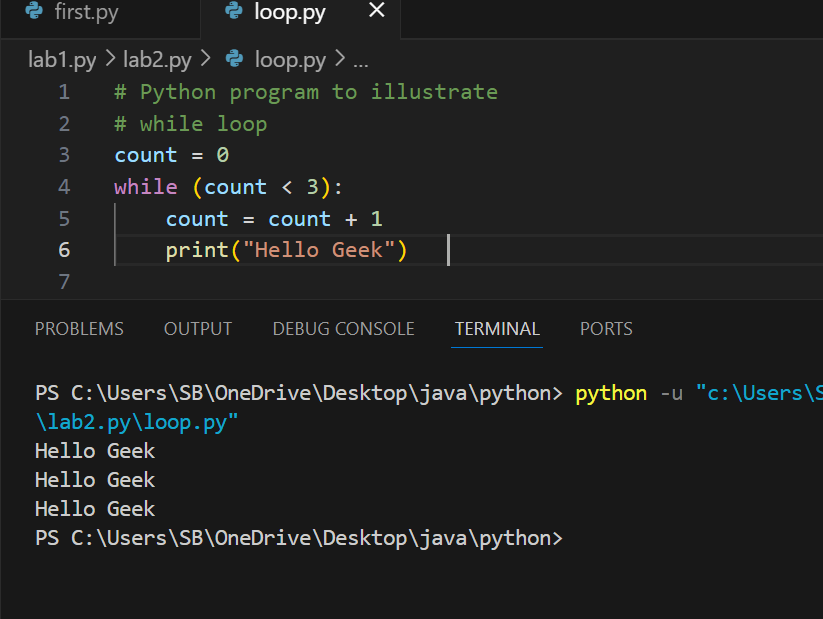 first.py loop.py ×
lab1.py > lab2.py > loop.py > ...
1 # Python program to illustrate
2 # while loop
3 count = 0
4 while (count < 3):
5 count = count + 1
6 print("Hello Geek")
7
PROBLEMS OUTPUT DEBUG CONSOLE TERMINAL PORTS
PS C:\Users\SB\OneDrive\Desktop\java\python> python -u "c:\Users\S
\lab2.py\loop.py"
Hello Geek
Hello Geek
Hello Geek
PS C:\Users\SB\OneDrive\Desktop\java\python>